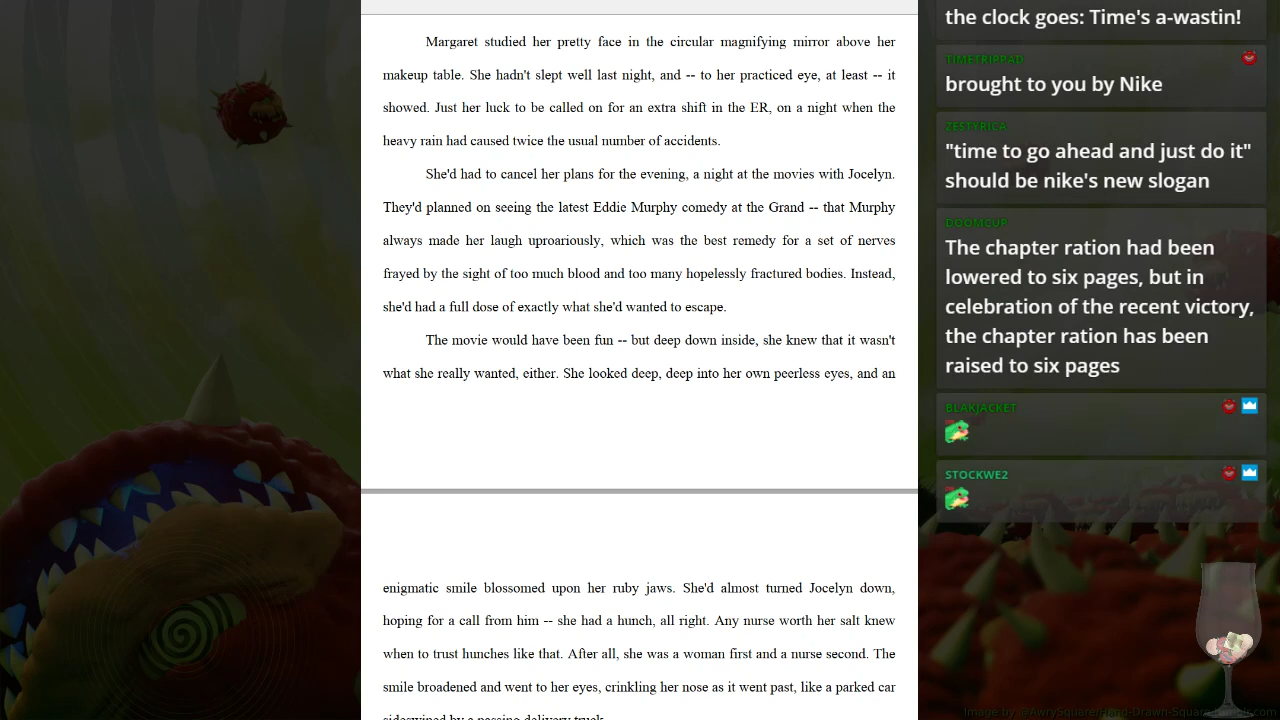 Margaret studied her pretty face in the circular magnifying mirror above her
makeup table. She hadn't slept well last night, and -- to her practiced eye, at least -- it
showed. Just her luck to be called on for an extra shift in the ER, on a night when the
heavy rain had caused twice the usual number of accidents.
She'd had to cancel her plans for the evening, a night at the movies with Jocelyn.
They'd planned on seeing the latest Eddie Murphy comedy at the Grand -- that Murphy
always made her laugh uproariously, which was the best remedy for a set of nerves
frayed by the sight of too much blood and too many hopelessly fractured bodies. Instead,
she'd had a full dose of exactly what she'd wanted to escape.
The movie would have been fun -- but deep down inside, she knew that it wasn't
what she really wanted, either. She looked deep, deep into her own peerless eyes, and an
enigmatic smile blossomed upon her ruby jaws. She'd almost turned Jocelyn down,
hoping for a call from him -- she had a hunch, all right. Any nurse worth her salt knew
when to trust hunches like that. After all, she was a woman first and a nurse second. The
smile broadened and went to her eyes, crinkling her nose as it went past, like a parked car
sideswiped by a passing delivery truck.
the clock goes: Time's a-wastin!
TIMETRIPPAD
brought to you by Nike
ZESTYRICA
"time to go ahead and just do it"
should be nike's new slogan
DOOMCUP
The chapter ration had been
lowered to six pages, but in
celebration of the recent victory,
the chapter ration has been
raised to six pages
BLAKJACKET
STOCKWE2